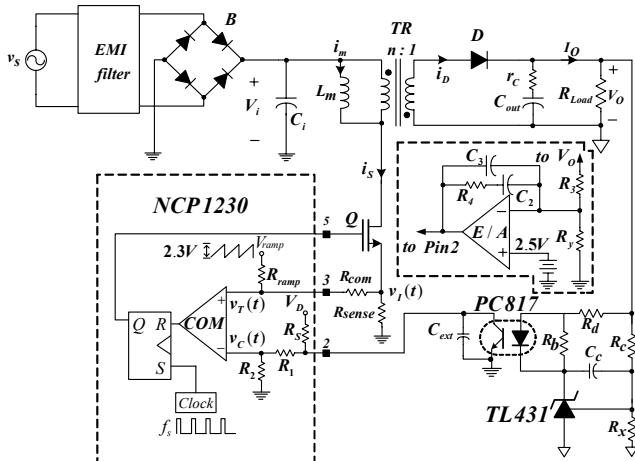 EMI
filter
v_S
B
+
V_i
−
C_i
i_m
L_m
TR
n : 1
i_D
D
r_C
C_out
I_O
R_Load
+
V_O
−
i_S
NCP1230
5
Q
2.3V
V_ramp
R_ramp
3
R_com
v_I(t)
R_sense
+
v_T(t)
COM
V_D
R_S
v_C(t)
−
R_2
R_1
2
Q
R
S
Clock
f_s
C_3
to
V_O
R_4
C_2
R_3
−
E / A
+
to Pin2
2.5V
R_y
PC817
C_ext
R_d
R_b
C_c
R_c
TL431
R_x